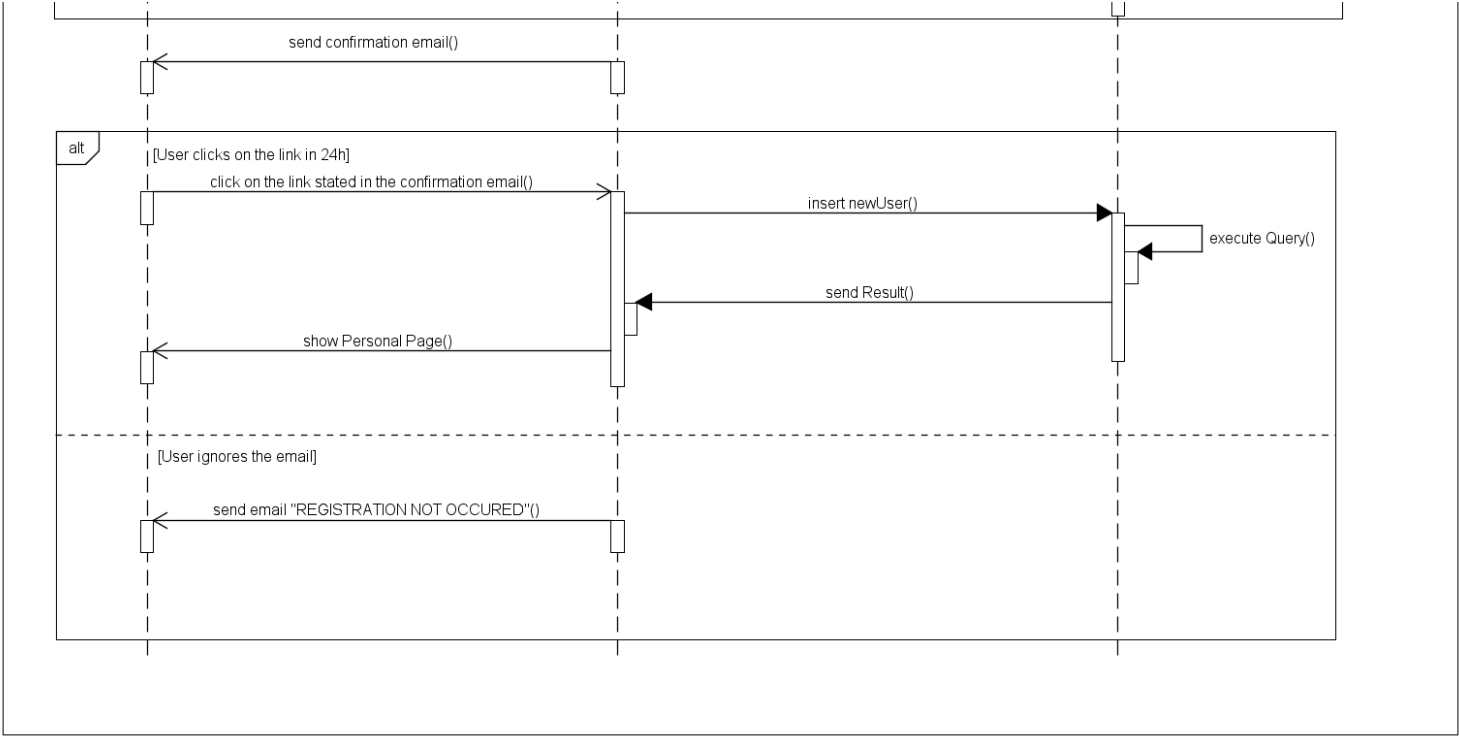 send confirmation email()
alt
[User clicks on the link in 24h]
click on the link stated in the confirmation email()
insert newUser()
execute Query()
send Result()
show Personal Page()
[User ignores the email]
send email "REGISTRATION NOT OCCURED"()